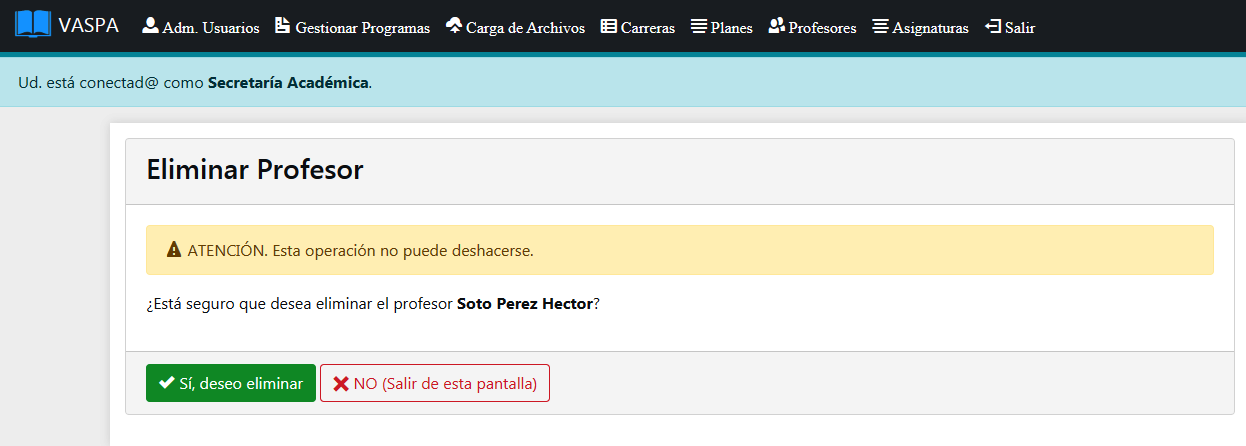 VASPA Adm. Usuarios Gestionar Programas Carga de Archivos Carreras Planes Profesores Asignaturas Salir
Ud. está conectad@ como Secretaría Académica.
Eliminar Profesor
ATENCIÓN. Esta operación no puede deshacerse.
¿Está seguro que desea eliminar el profesor Soto Perez Hector?
Sí, deseo eliminar NO (Salir de esta pantalla)